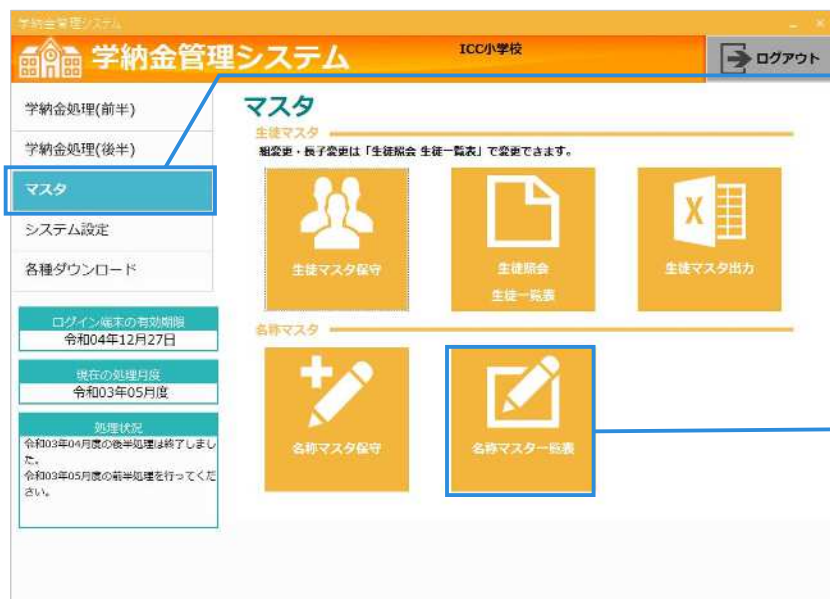 学納金管理システム
学納金管理システム
ICC小学校
ログアウト
学納金処理(前半)
学納金処理(後半)
マスタ
システム設定
各種ダウンロード
ログイン端末の有効期限
令和04年12月27日
現在の処理月度
令和03年05月度
処理状況
令和03年04月度の後半処理は終了しまし
た。
令和03年05月度の前半処理を行ってくだ
さい。
マスタ
生徒マスタ
組変更・長子変更は「生徒照会 生徒一覧表」で変更できます。
生徒マスタ保守
生徒照会
生徒一覧表
生徒マスタ出力
名称マスタ
名称マスタ保守
名称マスタ一覧表